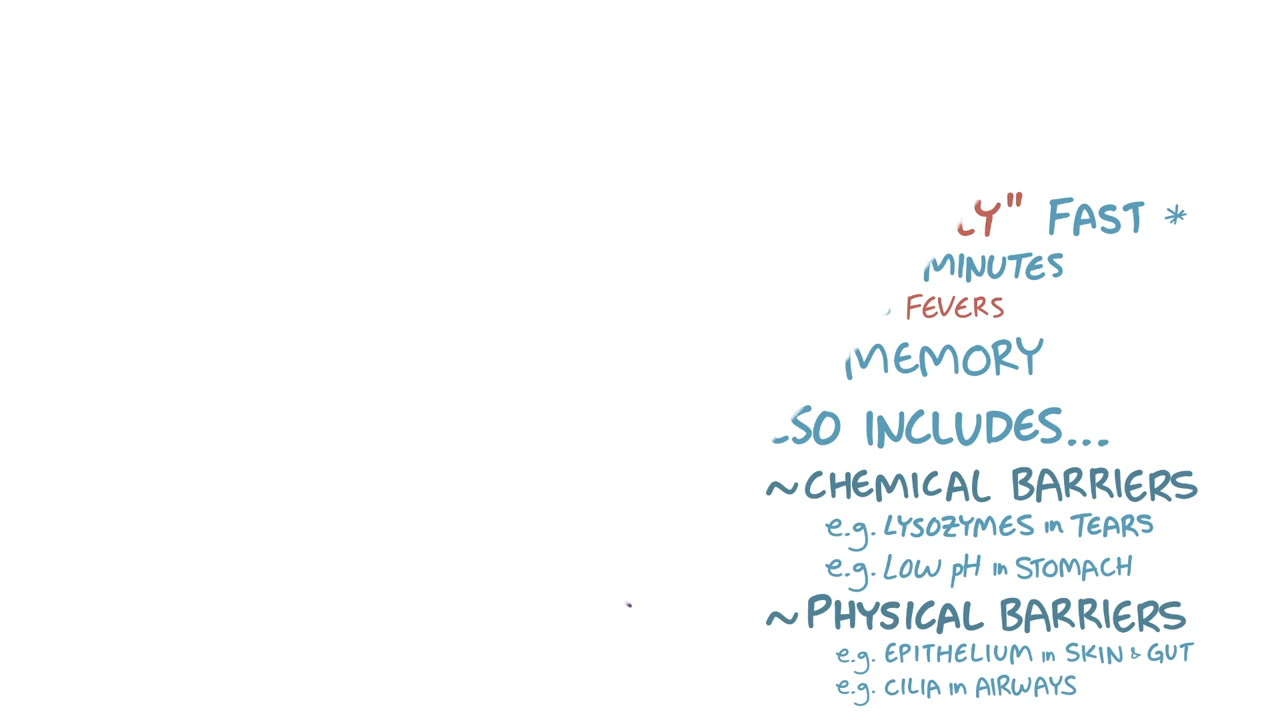 LY" FAST *
MINUTES
FEVERS
MEMORY
SO INCLUDES...
~CHEMICAL BARRIERS
e.g. LYSOZYMES in TEARS
e.g. LOW pH in STOMACH
~PHYSICAL BARRIERS
e.g. EPITHELIUM in SKIN & GUT
e.g. CILIA in AIRWAYS